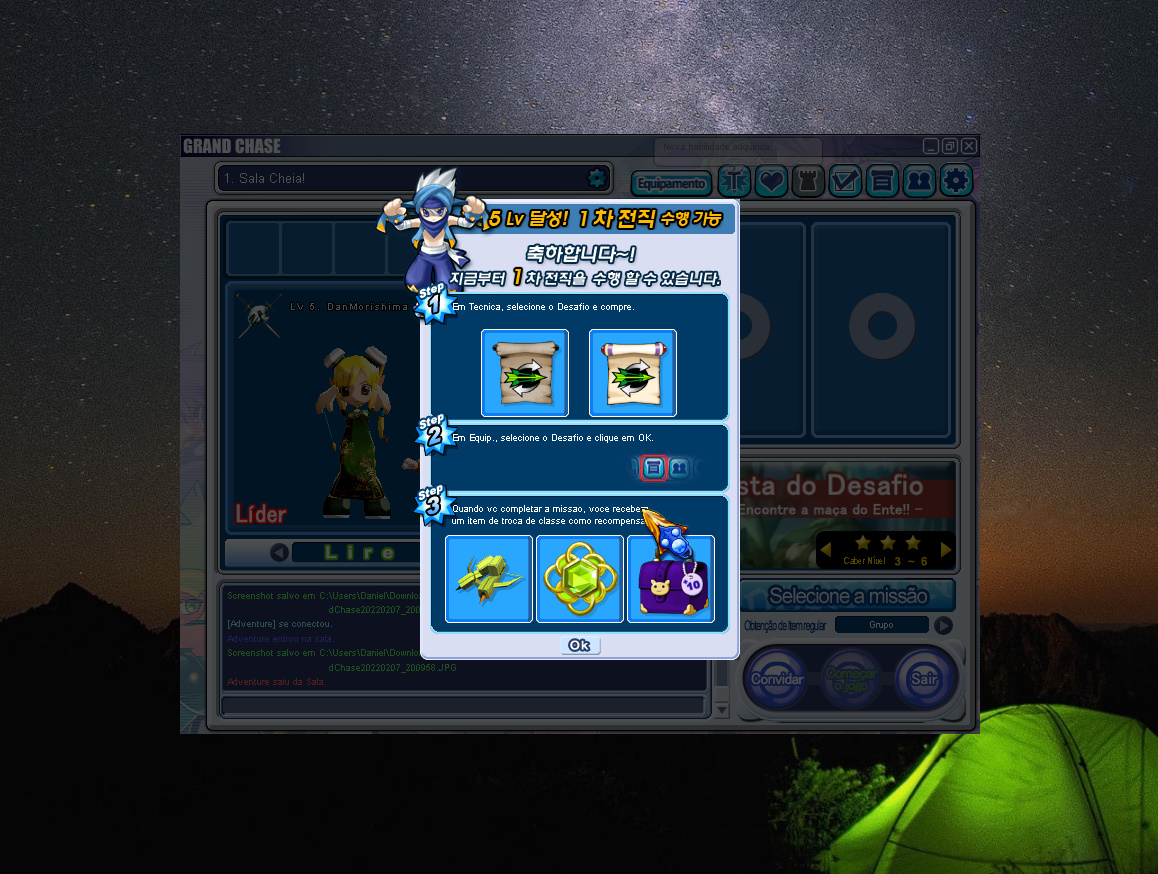 GRAND CHASE
Nova habilidade adquirida
1. Sala Cheia!
Equipamento
5 Lv 달성! 1 차 전직 수행 가능
축하합니다~!
지금부터 1 차 전직을 수행 할 수 있습니다.
Step 1
Em Tecnica, selecione o Desafio e compre.
Step 2
Em Equip., selecione o Desafio e clique em OK.
Step 3
Quando vc completar a missao, voce recebe
um item de troca de classe como recompensa
10
Ok
LV 5. DanMorishima
Líder
Lire
sta do Desafio
Encontre a maça do Ente!! -
Caber Nível 3 ~ 6
Selecione a missão
Obtenção de Item regular
Grupo
Convidar
Começar
o jogo
Sair
Screenshot salvo em C:\Users\Daniel\Downlo
dChase20220207_200
[Adventure] se conectou.
Adventure entrou na sala.
Screenshot salvo em C:\Users\Daniel\Downlo
dChase20220207_200958.JPG
Adventure saiu da Sala.